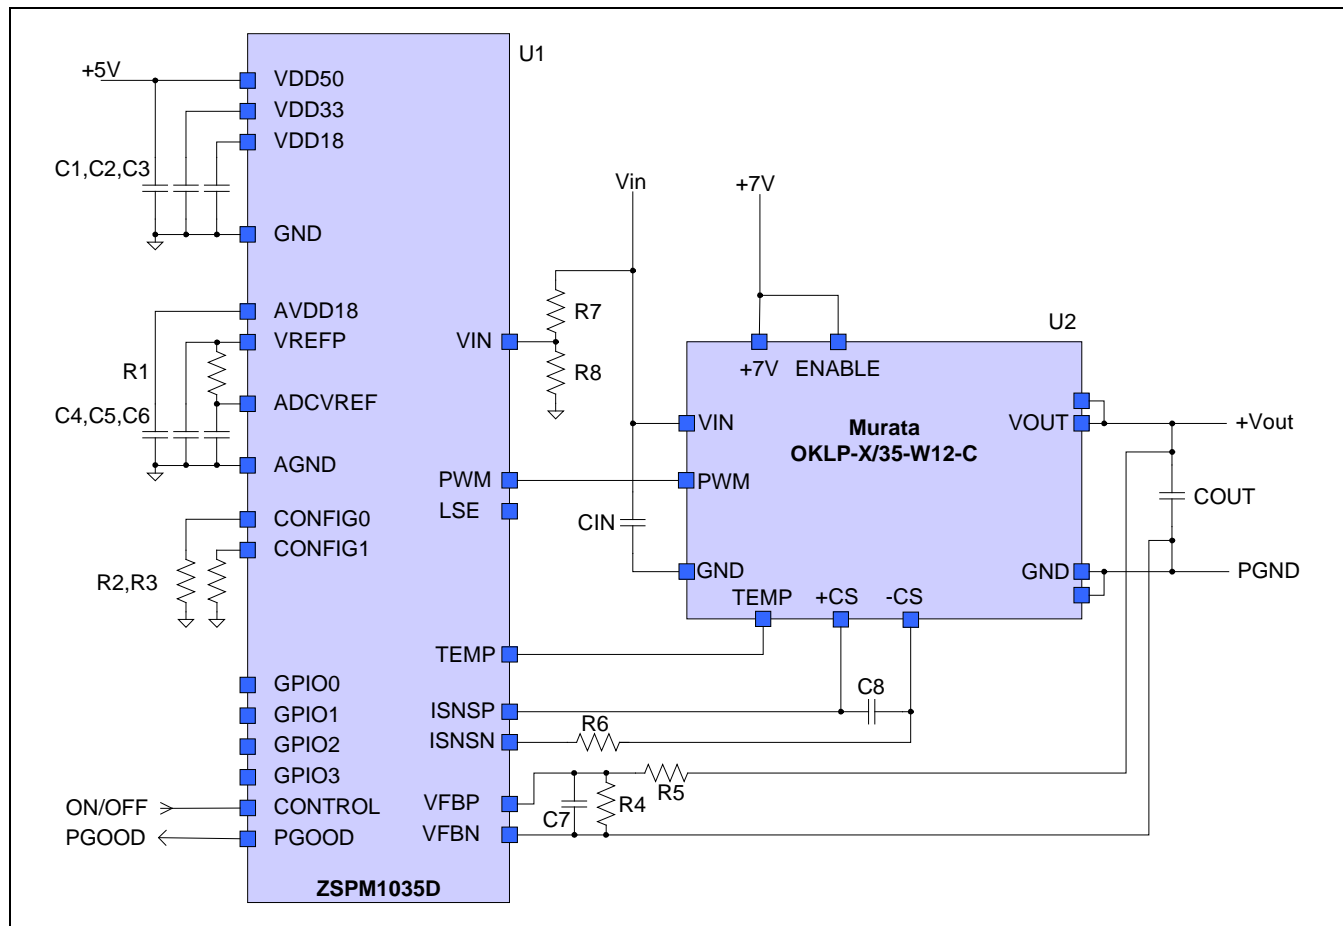 U1
+5V
VDD50
VDD33
VDD18
C1,C2,C3
GND
AVDD18
VREFP
R1
ADCVREF
C4,C5,C6
AGND
CONFIG0
CONFIG1
R2,R3
GPIO0
GPIO1
GPIO2
GPIO3
ON/OFF
CONTROL
PGOOD
PGOOD
VIN
PWM
LSE
TEMP
ISNSP
ISNSN
VFBP
VFBN
ZSPM1035D
Vin
+7V
R7
R8
CIN
U2
+7V
ENABLE
VIN
Murata
OKLP-X/35-W12-C
VOUT
+Vout
PWM
COUT
GND
GND
PGND
TEMP
+CS
-CS
C8
R6
R5
R4
C7